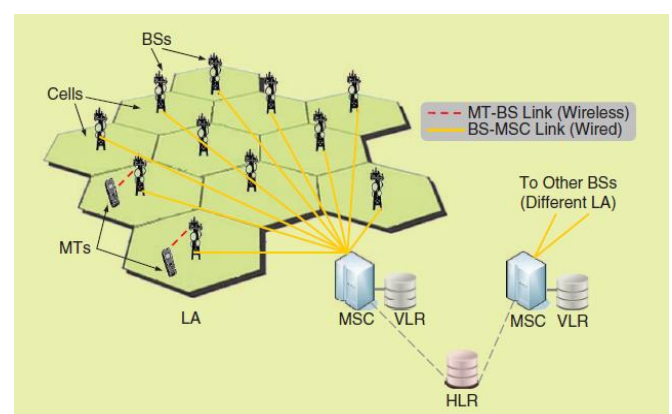 BSs
Cells
MT-BS Link (Wireless)
BS-MSC Link (Wired)
To Other BSs
(Different LA)
MTs
LA
MSC
VLR
MSC
VLR
HLR